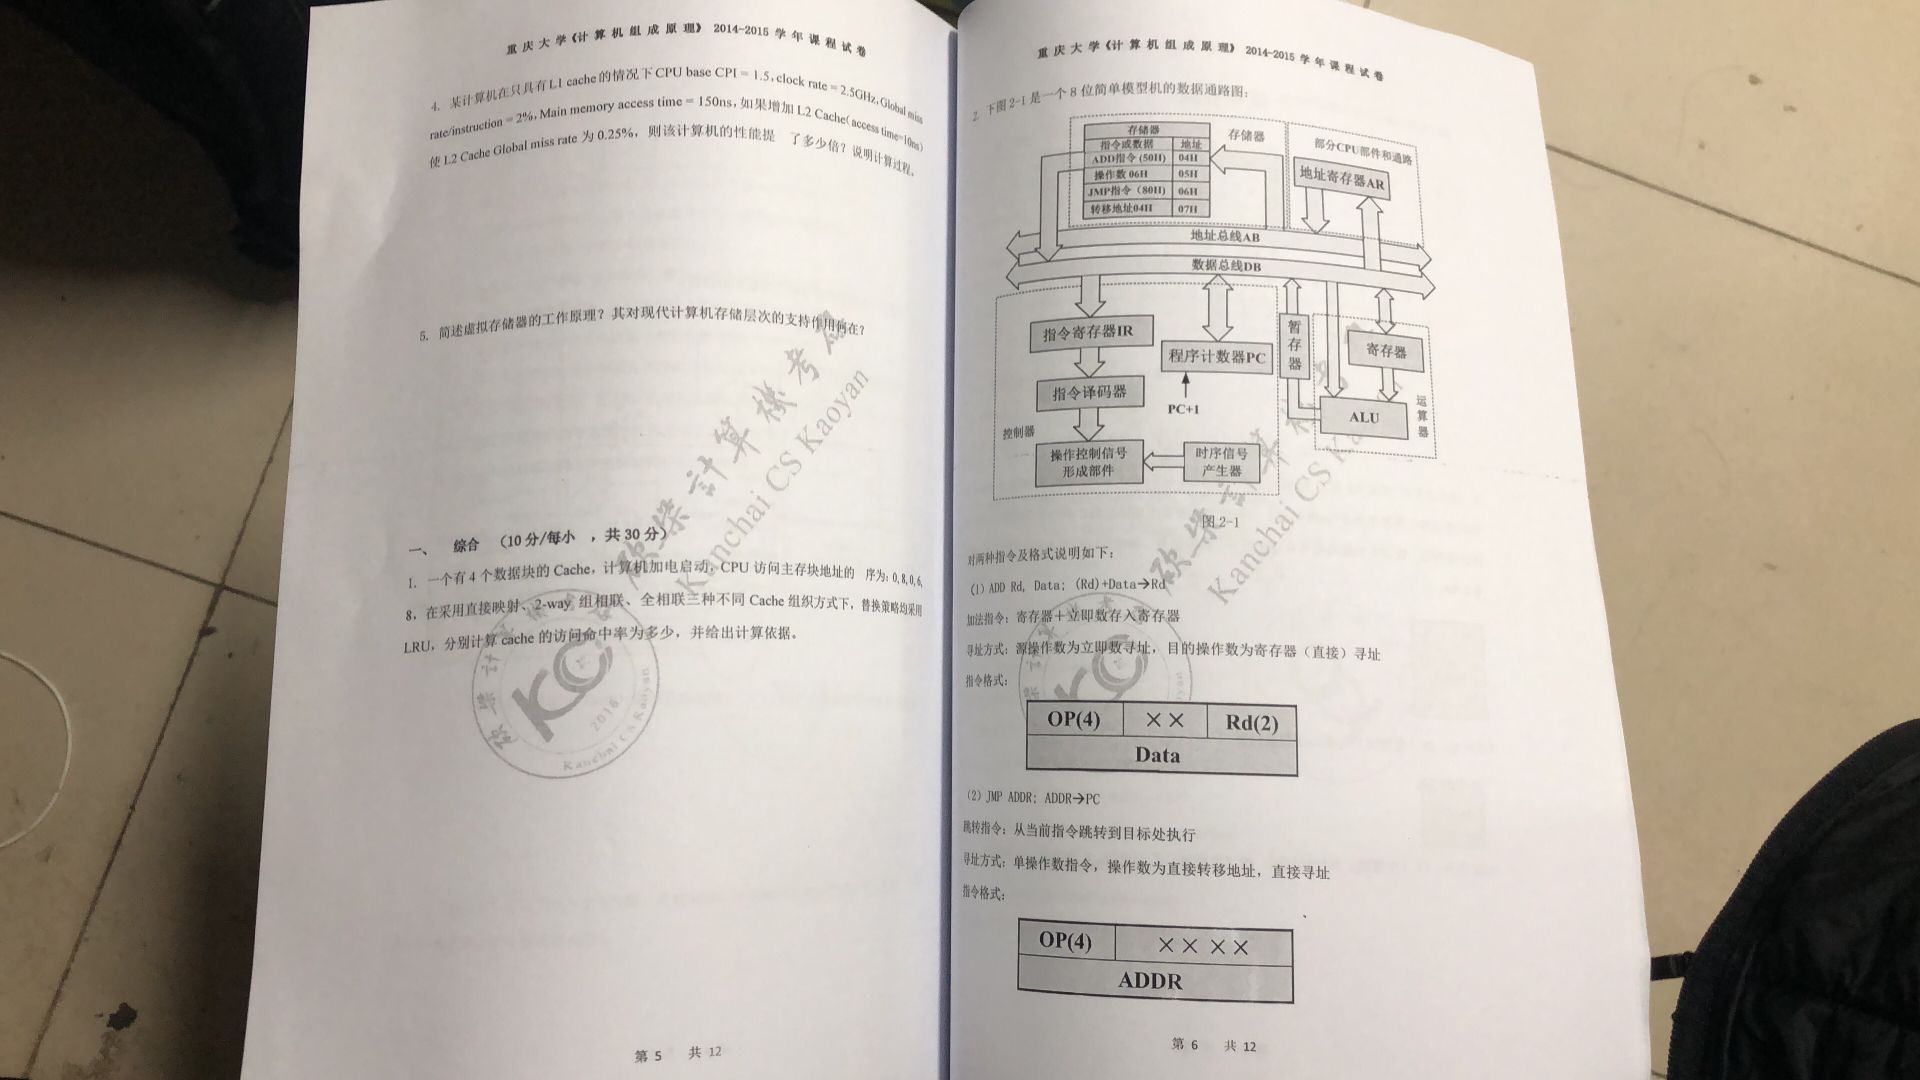 重庆大学《计算机组成原理》 2014-2015 学年课程试卷
4. 某计算机在只具有L1 cache的情况下CPU base CPI = 1.5, clock rate = 2.5GHz, Global miss
rate/instruction = 2%, Main memory access time = 150ns, 如果增加 L2 Cache(access time=10ns)
使 L2 Cache Global miss rate 为 0.25%，则该计算机的性能提 了多少倍？说明计算过程。
5. 简述虚拟存储器的工作原理？其对现代计算机存储层次的支持作用何在？
一、 综合 （10 分/每小 ，共 30 分）
1. 一个有 4 个数据块的 Cache，计算机加电启动，CPU 访问主存块地址的 序为: 0, 8, 0, 6,
8，在采用直接映射、2-way 组相联、全相联三种不同 Cache 组织方式下，替换策略均采用
LRU，分别计算 cache 的访问命中率为多少，并给出计算依据。
硕柴計算機考研
Kanchai CS Kaoyan
KC
2016
Kanchai CS Kaoyan
第 5 共 12
重庆大学《计算机组成原理》 2014-2015 学年课程试卷
2. 下图 2-1 是一个 8 位简单模型机的数据通路图：
存储器
指令或数据 地址
ADD指令 (50H) 04H
操作数 06H 05H
JMP指令（80H) 06H
转移地址04H 07H
存储器
部分CPU部件和通路
地址寄存器AR
地址总线AB
数据总线DB
指令寄存器IR
程序计数器PC
PC+1
指令译码器
控制器
操作控制信号
形成部件
时序信号
产生器
暂存器
寄存器
ALU
运算器
图 2-1
对两种指令及格式说明如下：
(1) ADD Rd, Data; (Rd)+Data→Rd
加法指令：寄存器＋立即数存入寄存器
寻址方式：源操作数为立即数寻址，目的操作数为寄存器（直接）寻址
指令格式：
OP(4) ×× Rd(2)
Data
(2) JMP ADDR; ADDR→PC
跳转指令：从当前指令跳转到目标处执行
寻址方式：单操作数指令，操作数为直接转移地址，直接寻址
指令格式：
OP(4) ××××
ADDR
第 6 共 12